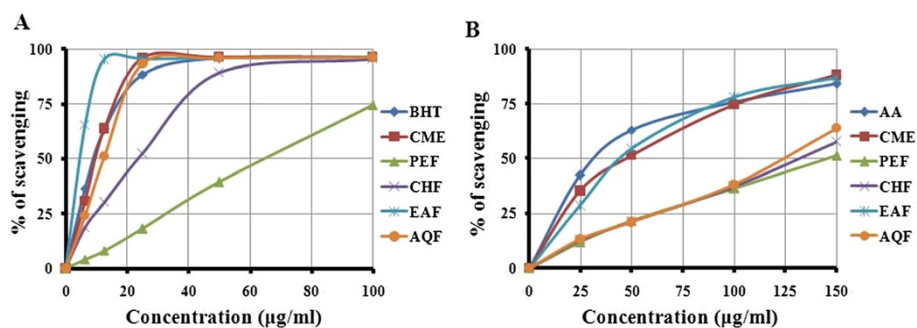 A
B
% of scavenging
100
75
50
25
0
0 20 40 60 80 100
Concentration (µg/ml)
BHT
CME
PEF
CHF
EAF
AQF
% of scavenging
100
75
50
25
0
0 25 50 75 100 125 150
Concentration (µg/ml)
AA
CME
PEF
CHF
EAF
AQF